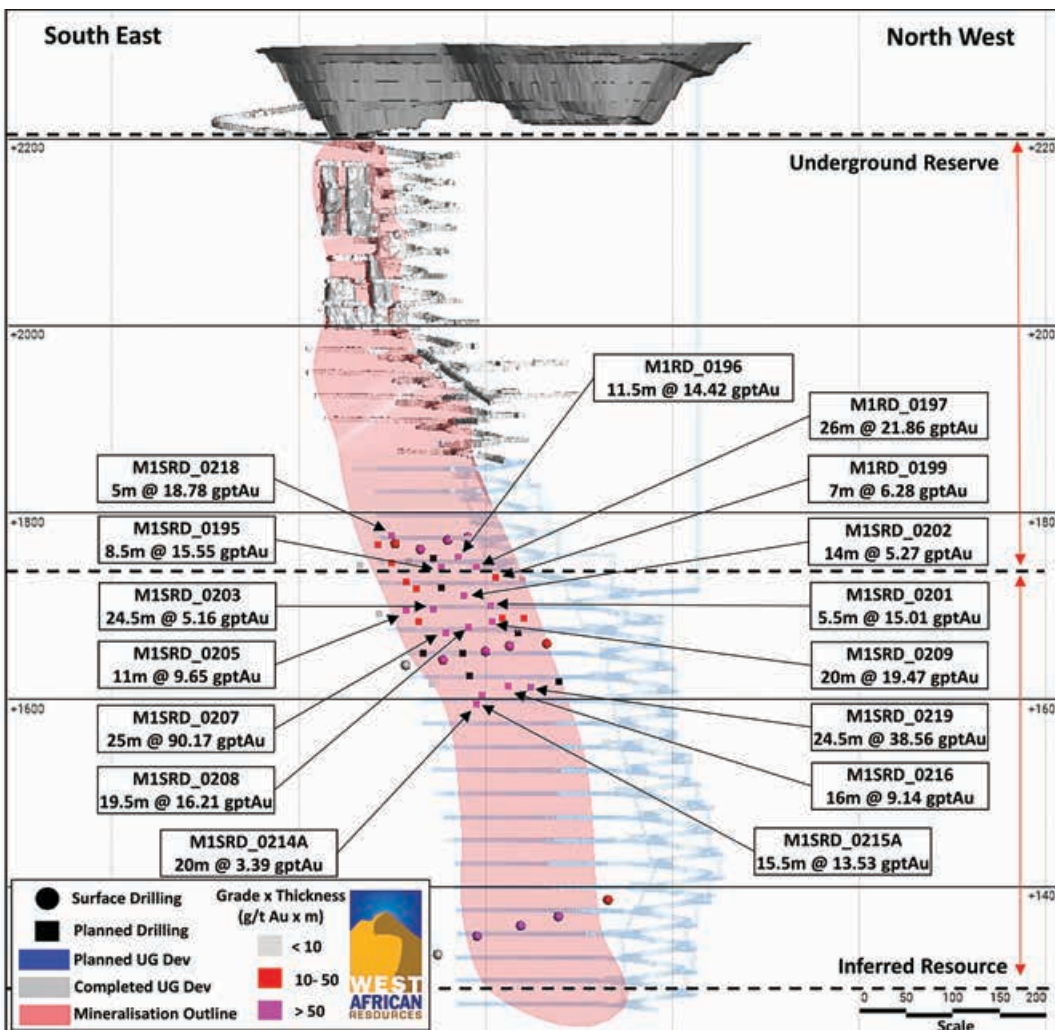 South East
North West
+2200
+220
Underground Reserve
+2000
+200
M1RD_0196
11.5m @ 14.42 gptAu
M1RD_0197
26m @ 21.86 gptAu
M1SRD_0218
5m @ 18.78 gptAu
M1RD_0199
7m @ 6.28 gptAu
+1800
+180
M1SRD_0195
8.5m @ 15.55 gptAu
M1SRD_0202
14m @ 5.27 gptAu
M1SRD_0203
24.5m @ 5.16 gptAu
M1SRD_0201
5.5m @ 15.01 gptAu
M1SRD_0205
11m @ 9.65 gptAu
M1SRD_0209
20m @ 19.47 gptAu
+1600
+160
M1SRD_0207
25m @ 90.17 gptAu
M1SRD_0219
24.5m @ 38.56 gptAu
M1SRD_0208
19.5m @ 16.21 gptAu
M1SRD_0216
16m @ 9.14 gptAu
M1SRD_0214A
20m @ 3.39 gptAu
M1SRD_0215A
15.5m @ 13.53 gptAu
+140
Surface Drilling
Planned Drilling
Planned UG Dev
Completed UG Dev
Mineralisation Outline
Grade x Thickness
(g/t Au x m)
< 10
10- 50
> 50
WEST
AFRICAN
RESOURCES
Inferred Resource
0 50 100 150 200
Scale